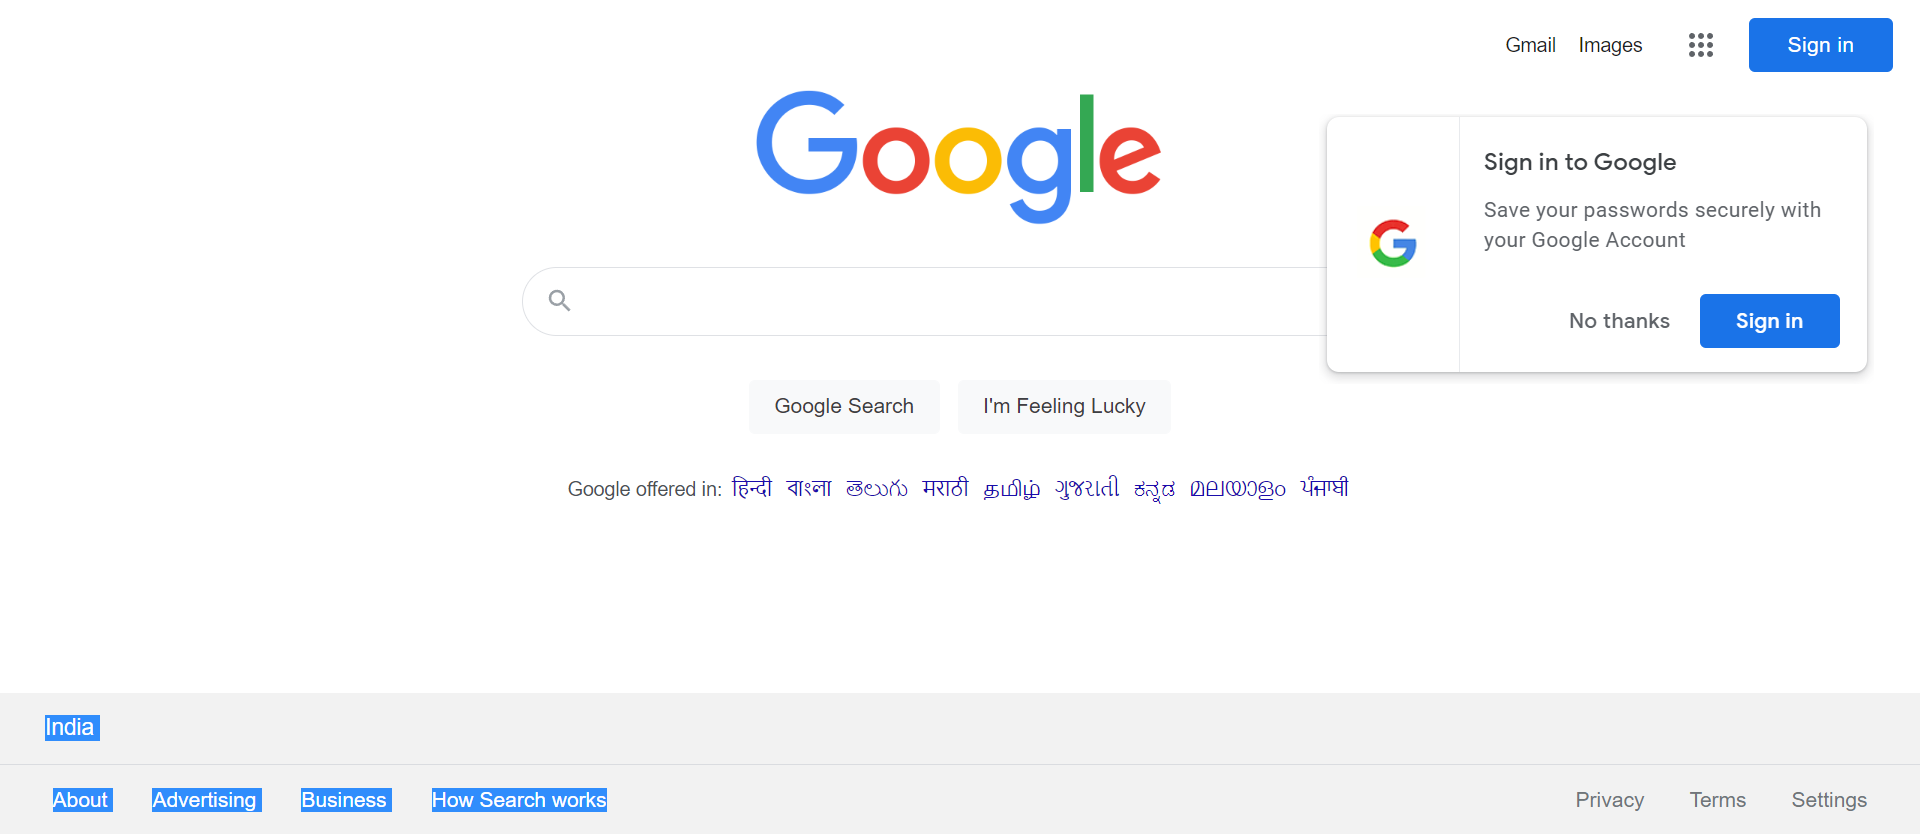 Gmail Images Sign in
Google
Sign in to Google
Save your passwords securely with
your Google Account
No thanks Sign in
Google Search I'm Feeling Lucky
Google offered in: हिन्दी বাংলা తెలుగు मराठी தமிழ் ગુજરાતી ಕನ್ನಡ മലയാളം ਪੰਜਾਬੀ
India
About Advertising Business How Search works Privacy Terms Settings